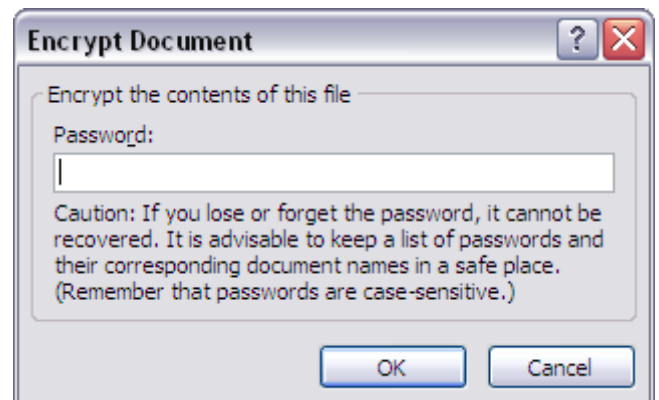 Encrypt Document
Encrypt the contents of this file
Password:
Caution: If you lose or forget the password, it cannot be
recovered. It is advisable to keep a list of passwords and
their corresponding document names in a safe place.
(Remember that passwords are case-sensitive.)
OK
Cancel